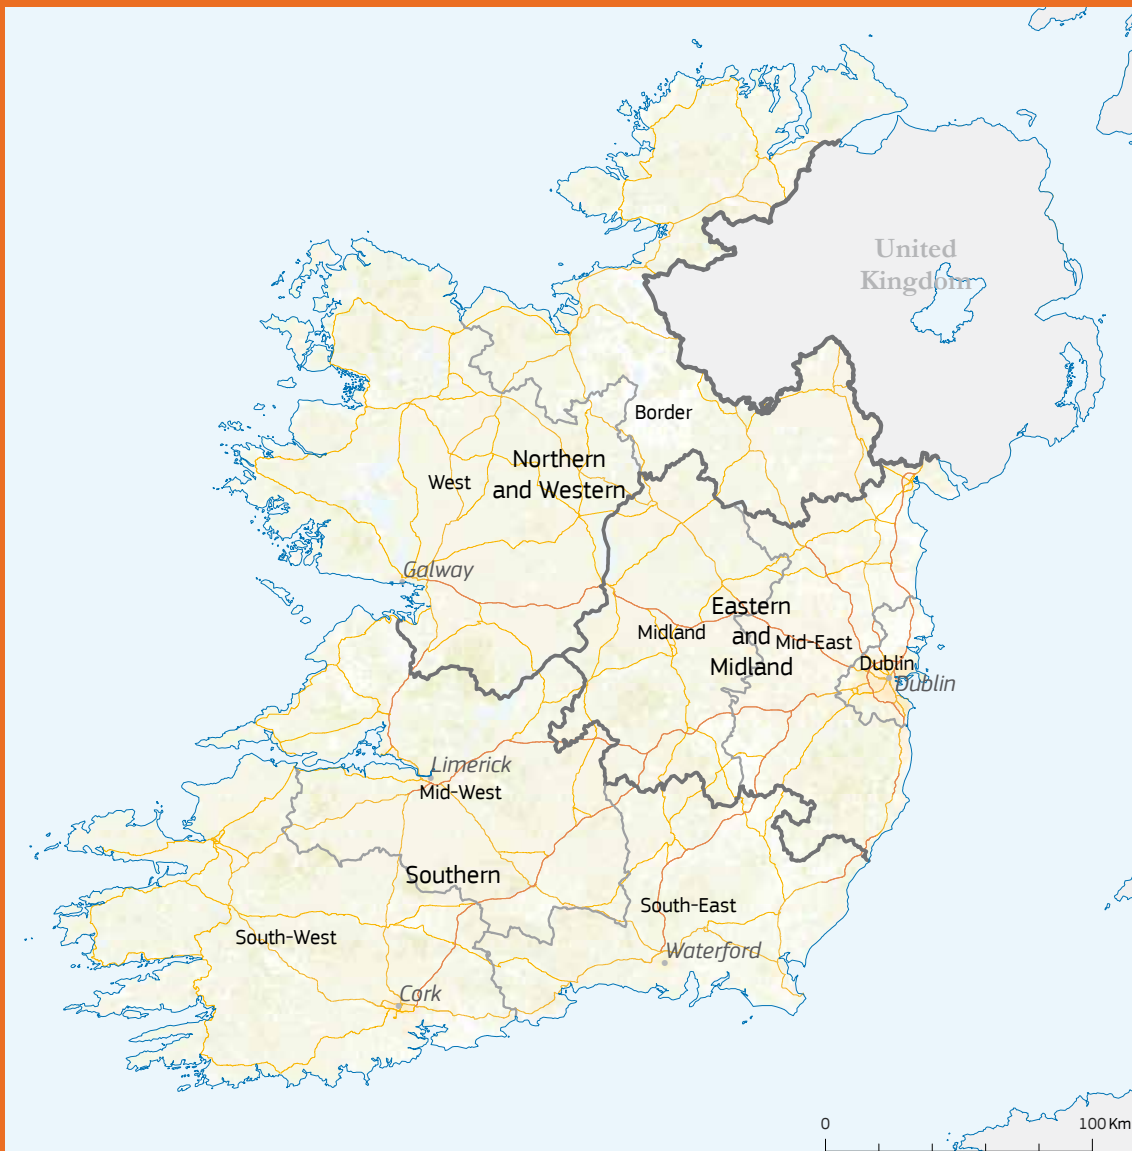 United
Kingdom
Border
Northern
and Western
West
Galway
Eastern
and
Midland
Midland
Mid-East
Dublin
Dublin
Limerick
Mid-West
Southern
South-East
South-West
Waterford
Cork
0
100 Km